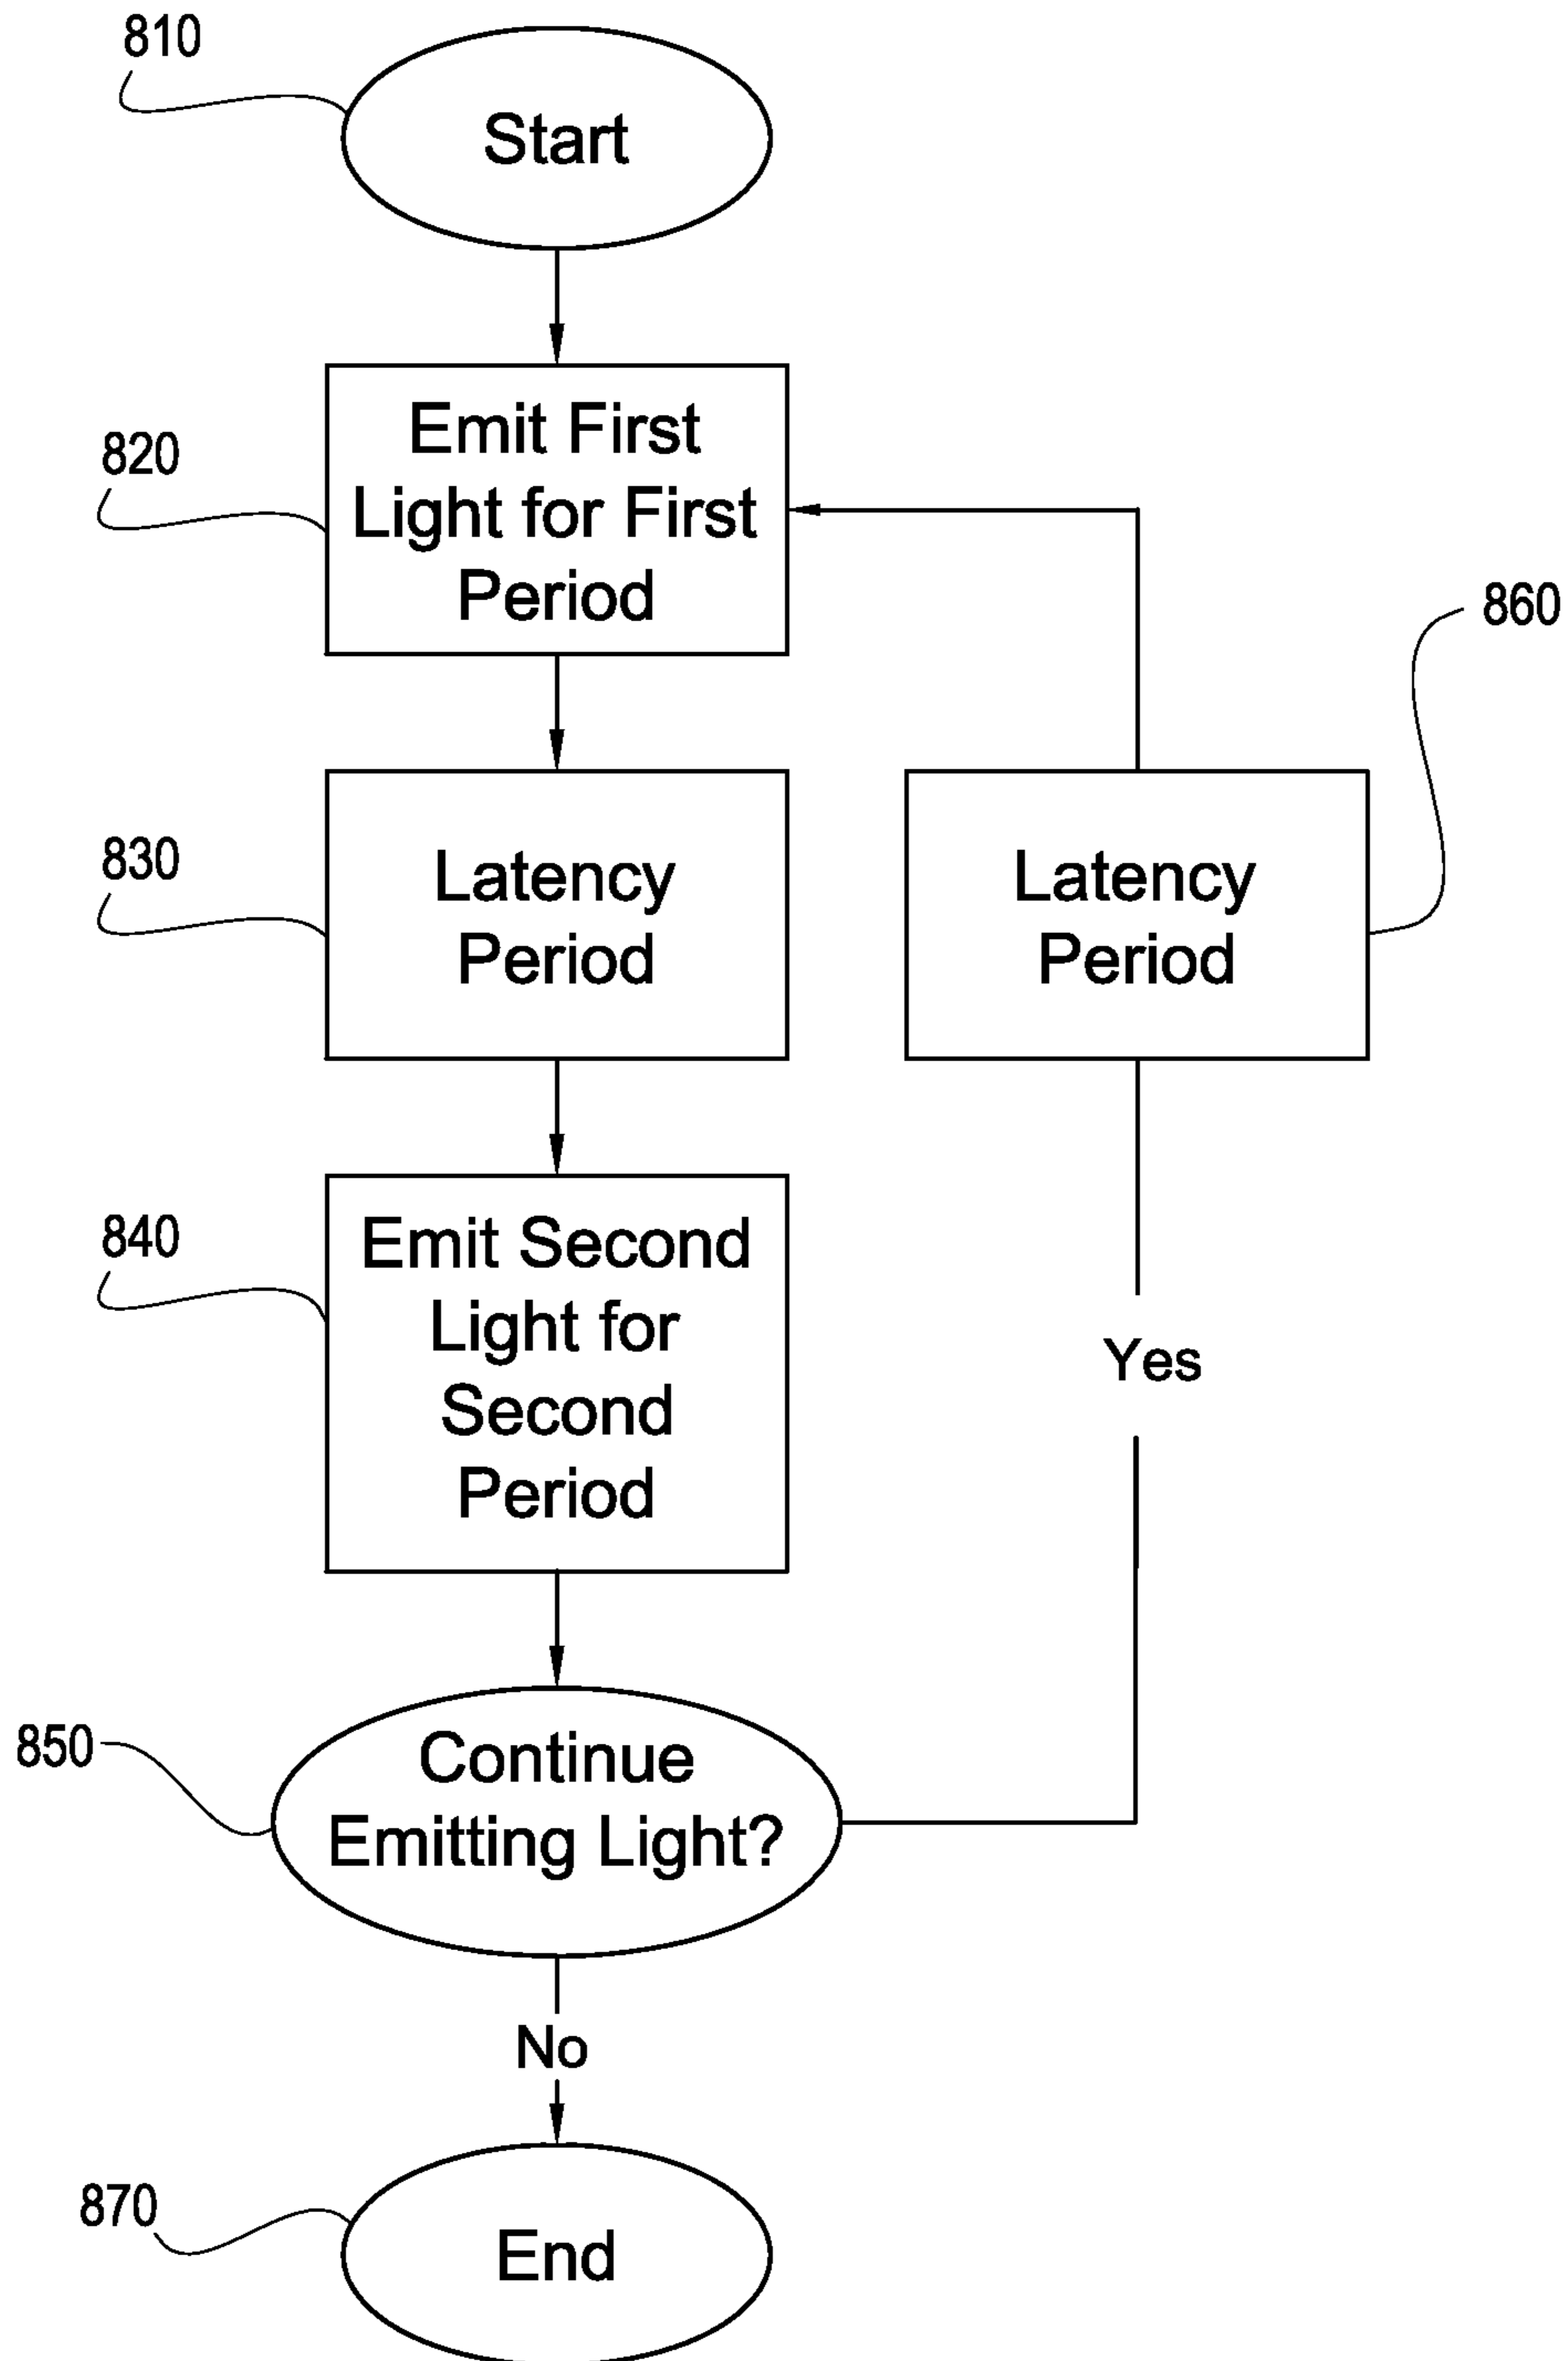 810
Start
820
Emit First
Light for First
Period
860
830
Latency
Period
Latency
Period
840
Emit Second
Light for
Second
Period
Yes
850
Continue
Emitting Light?
No
870
End